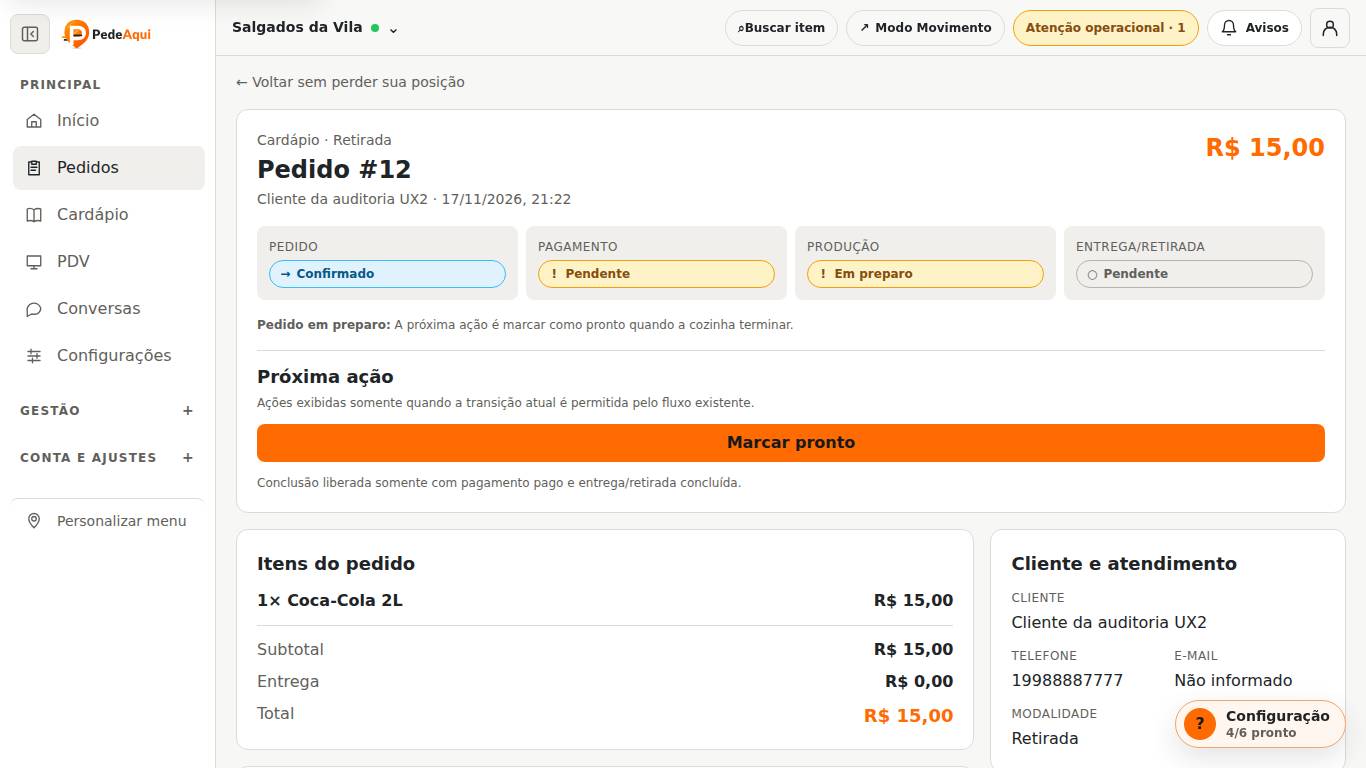 PedeAqui
PRINCIPAL
Início
Pedidos
Cardápio
PDV
Conversas
Configurações
GESTÃO +
CONTA E AJUSTES +
Personalizar menu
Salgados da Vila
Buscar item
↗ Modo Movimento
Atenção operacional · 1
Avisos
← Voltar sem perder sua posição
Cardápio · Retirada
Pedido #12
Cliente da auditoria UX2 · 17/11/2026, 21:22
R$ 15,00
PEDIDO
→ Confirmado
PAGAMENTO
! Pendente
PRODUÇÃO
! Em preparo
ENTREGA/RETIRADA
○ Pendente
Pedido em preparo: A próxima ação é marcar como pronto quando a cozinha terminar.
Próxima ação
Ações exibidas somente quando a transição atual é permitida pelo fluxo existente.
Marcar pronto
Conclusão liberada somente com pagamento pago e entrega/retirada concluída.
Itens do pedido
1× Coca-Cola 2L R$ 15,00
Subtotal R$ 15,00
Entrega R$ 0,00
Total R$ 15,00
Cliente e atendimento
CLIENTE
Cliente da auditoria UX2
TELEFONE
19988887777
E-MAIL
Não informado
MODALIDADE
Retirada
? Configuração
4/6 pronto